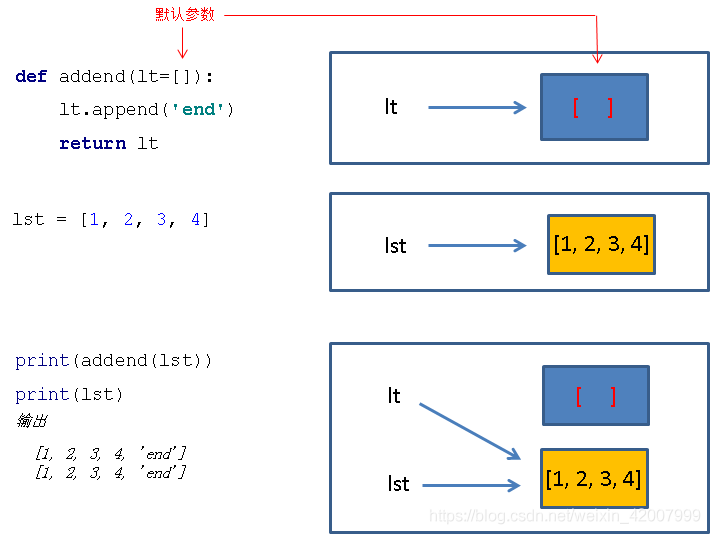 默认参数
def addend(lt=[]):
lt.append('end')
return lt
lt
[ ]
lst = [1, 2, 3, 4]
lst
[1, 2, 3, 4]
print(addend(lst))
print(lst)
输出
[1, 2, 3, 4, 'end']
[1, 2, 3, 4, 'end']
lt
[ ]
lst
[1, 2, 3, 4]
https://blog.csdn.net/weixin_42007999